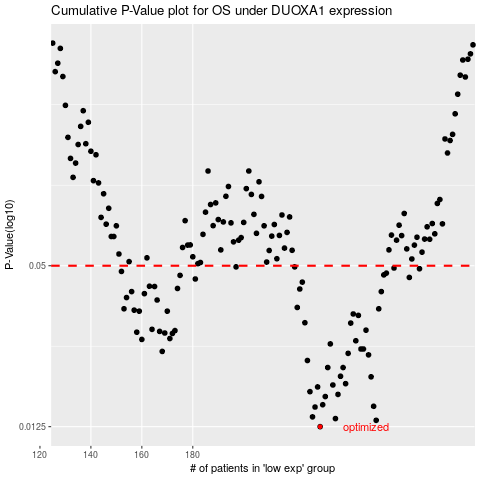 Cumulative P-Value plot for OS under DUOXA1 expression
P-Value(log10)
0.05
0.0125
optimized
120 140 160 180
# of patients in 'low exp' group